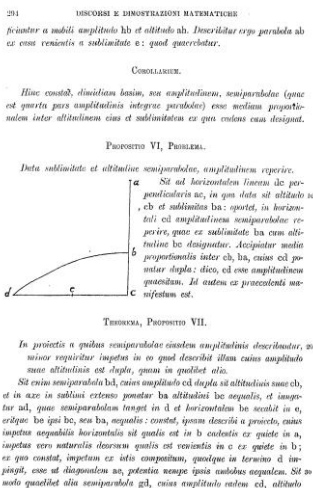 294 DISCORSI E DIMOSTRAZIONI MATEMATICHE
ficiuntur a mobili amplitudo hb et altitudo ah. Describitur ergo parabola ab
ex casu venientis a sublimitate e: quod quaerebatur.
COROLLARIUM.
Hinc constat, dimidiam basim, seu amplitudinem, semiparabolae (quae
est quarta pars amplitudinis integrae parabolae) esse mediam proportio-
nalem inter altitudinem eius et sublimitatem ex qua cadens eam designat.
PROPOSITIO VI, PROBLEMA.
Data sublimitate et altitudine semiparabolae, amplitudinem reperire.
Sit ad horizontalem lineam dc per-
pendicularis ac, in qua data sit altitudo
cb et sublimitas ba: oportet, in horizon-
tali cd amplitudinem semiparabolae re-
perire, quae ex sublimitate ba cum alti-
tudine bc designatur. Accipiatur media
proportionalis inter cb, ba, cuius cd po-
natur dupla: dico, cd esse amplitudinem
quaesitam. Id autem ex praecedenti ma-
nifestum est.
a
b
d e c
THEOREMA, PROPOSITIO VII.
In proiectis a quibus semiparabolae eiusdem amplitudinis describuntur, 20
minor requiritur impetus in eo quod describit illam cuius amplitudo
suae altitudinis est dupla, quam in quolibet alio.
Sit enim semiparabola bd, cuius amplitudo cd dupla sit altitudinis suae cb,
et in axe in sublimi extenso ponatur ba altitudini bc aequalis, et iunga-
tur ad, quae semiparabolam tanget in d et horizontalem be secabit in e,
eritque be ipsi bc, seu ba, aequalis: constat, ipsam describi a proiecto, cuius
impetus aequabilis horizontalis sit qualis est in b cadentis ex quiete in a,
impetus vero naturalis deorsum qualis est venientis in c ex quiete in b;
ex quo constat, impetum ex istis compositum, quodque in termino d im-
pingit, esse ut diagonalem ae, potentia nempe ipsis ambobus aequalem. Sit 30
modo quaelibet alia semiparabola gd, cuius amplitudo eadem cd, altitudo